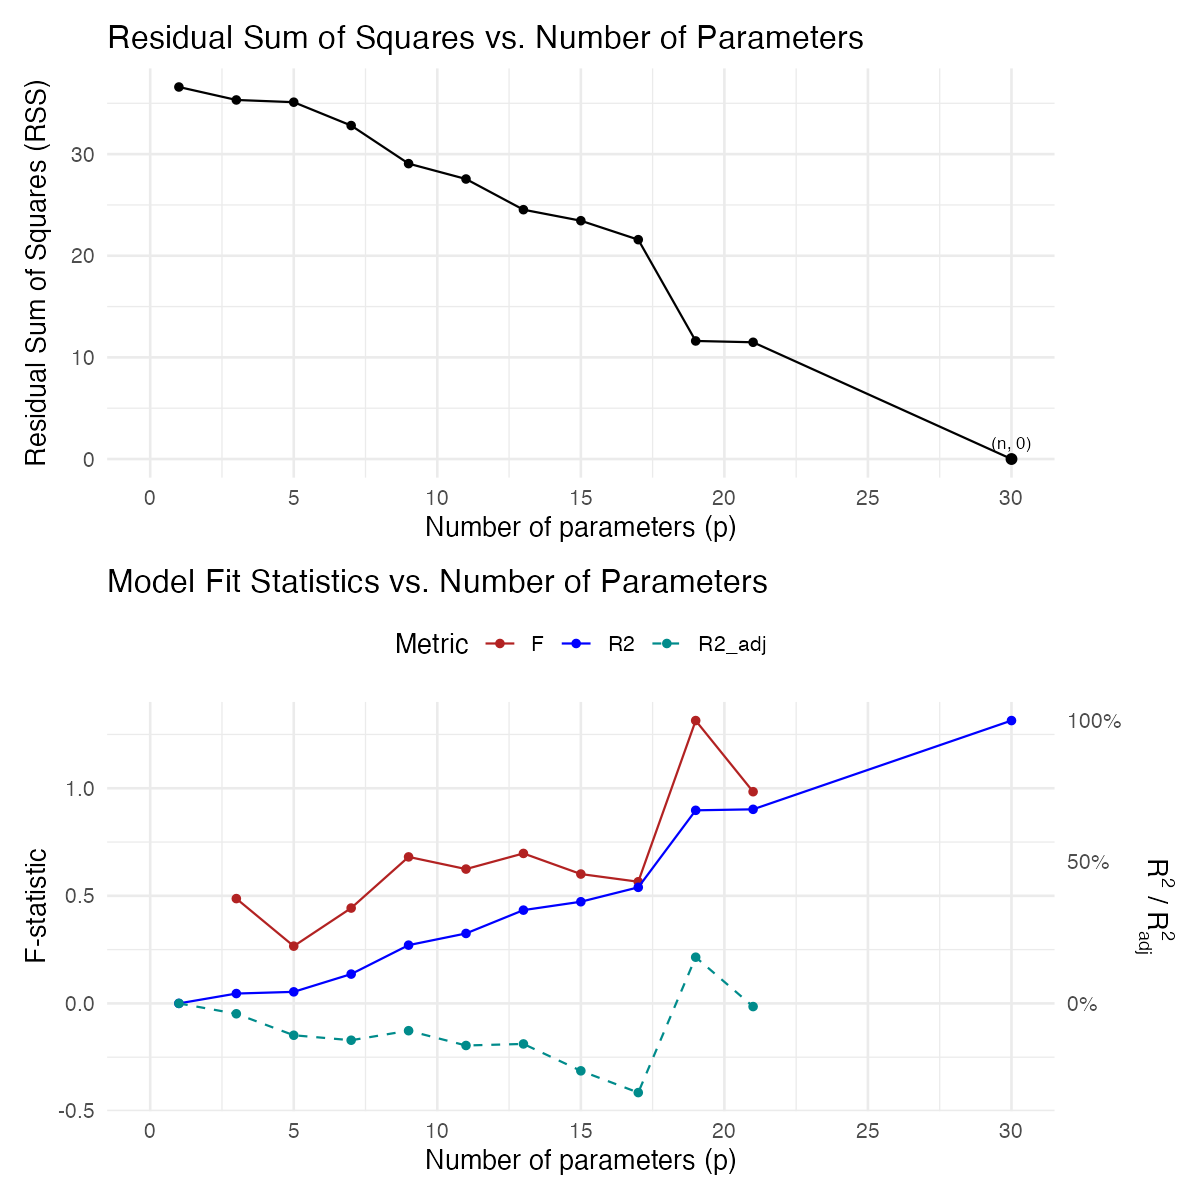 Residual Sum of Squares vs. Number of Parameters
Residual Sum of Squares (RSS)
30
20
10
0
(n, 0)
0 5 10 15 20 25 30
Number of parameters (p)
Model Fit Statistics vs. Number of Parameters
Metric F R2 R2_adj
F-statistic
1.0
0.5
0.0
-0.5
100%
50%
0%
R² / R²adj
0 5 10 15 20 25 30
Number of parameters (p)